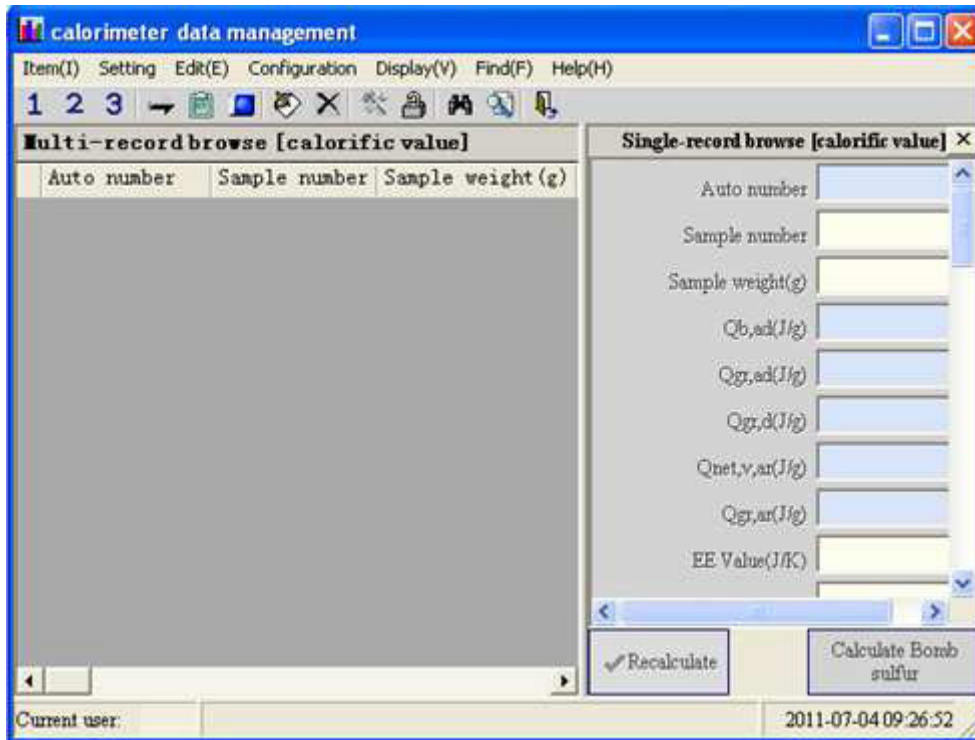 calorimeter data management
Item(I) Setting Edit(E) Configuration Display(V) Find(F) Help(H)
1 2 3
Multi-record browse [calorific value]
Auto number Sample number Sample weight(g)
Single-record browse [calorific value]
Auto number
Sample number
Sample weight(g)
Qb,ad(J/g)
Qgr,ad(J/g)
Qgr,d(J/g)
Qnet,v,ar(J/g)
Qgr,ar(J/g)
EE Value(J/K)
Recalculate
Calculate Bomb
sulfur
Current user:
2011-07-04 09:26:52